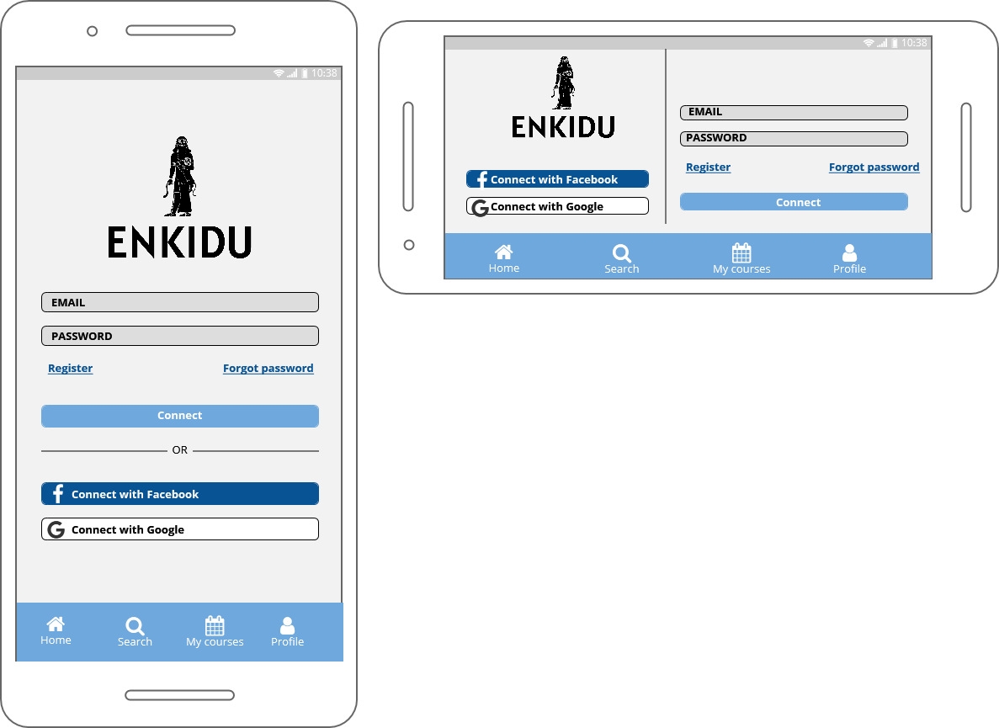 10:38
ENKIDU
EMAIL
PASSWORD
Register Forgot password
Connect
OR
Connect with Facebook
Connect with Google
Home Search My courses Profile
10:38
ENKIDU
Connect with Facebook
Connect with Google
EMAIL
PASSWORD
Register Forgot password
Connect
Home Search My courses Profile